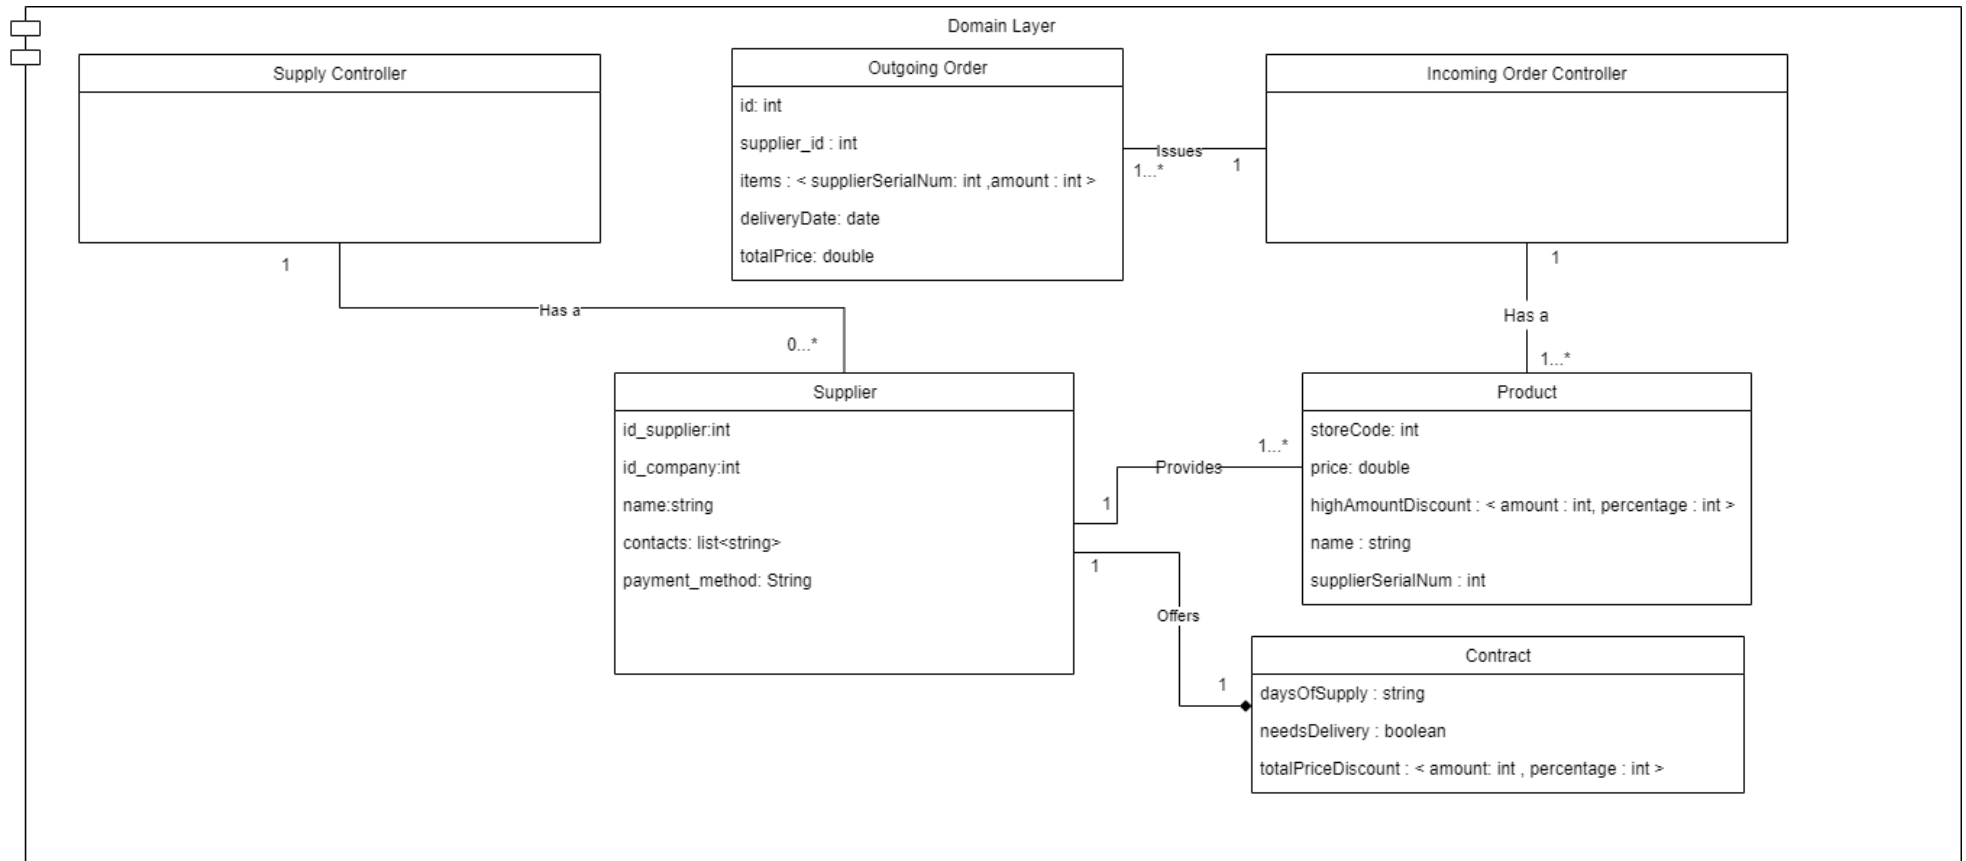 Domain Layer
Supply Controller
Outgoing Order
id: int
supplier_id : int
items : < supplierSerialNum: int ,amount : int >
deliveryDate: date
totalPrice: double
Incoming Order Controller
Issues
1...*
1
1
Has a
0...*
1
Has a
1...*
Supplier
id_supplier:int
id_company:int
name:string
contacts: list<string>
payment_method: String
Product
storeCode: int
price: double
highAmountDiscount : < amount : int, percentage : int >
name : string
supplierSerialNum : int
1...*
Provides
1
1
Offers
1
Contract
daysOfSupply : string
needsDelivery : boolean
totalPriceDiscount : < amount: int , percentage : int >